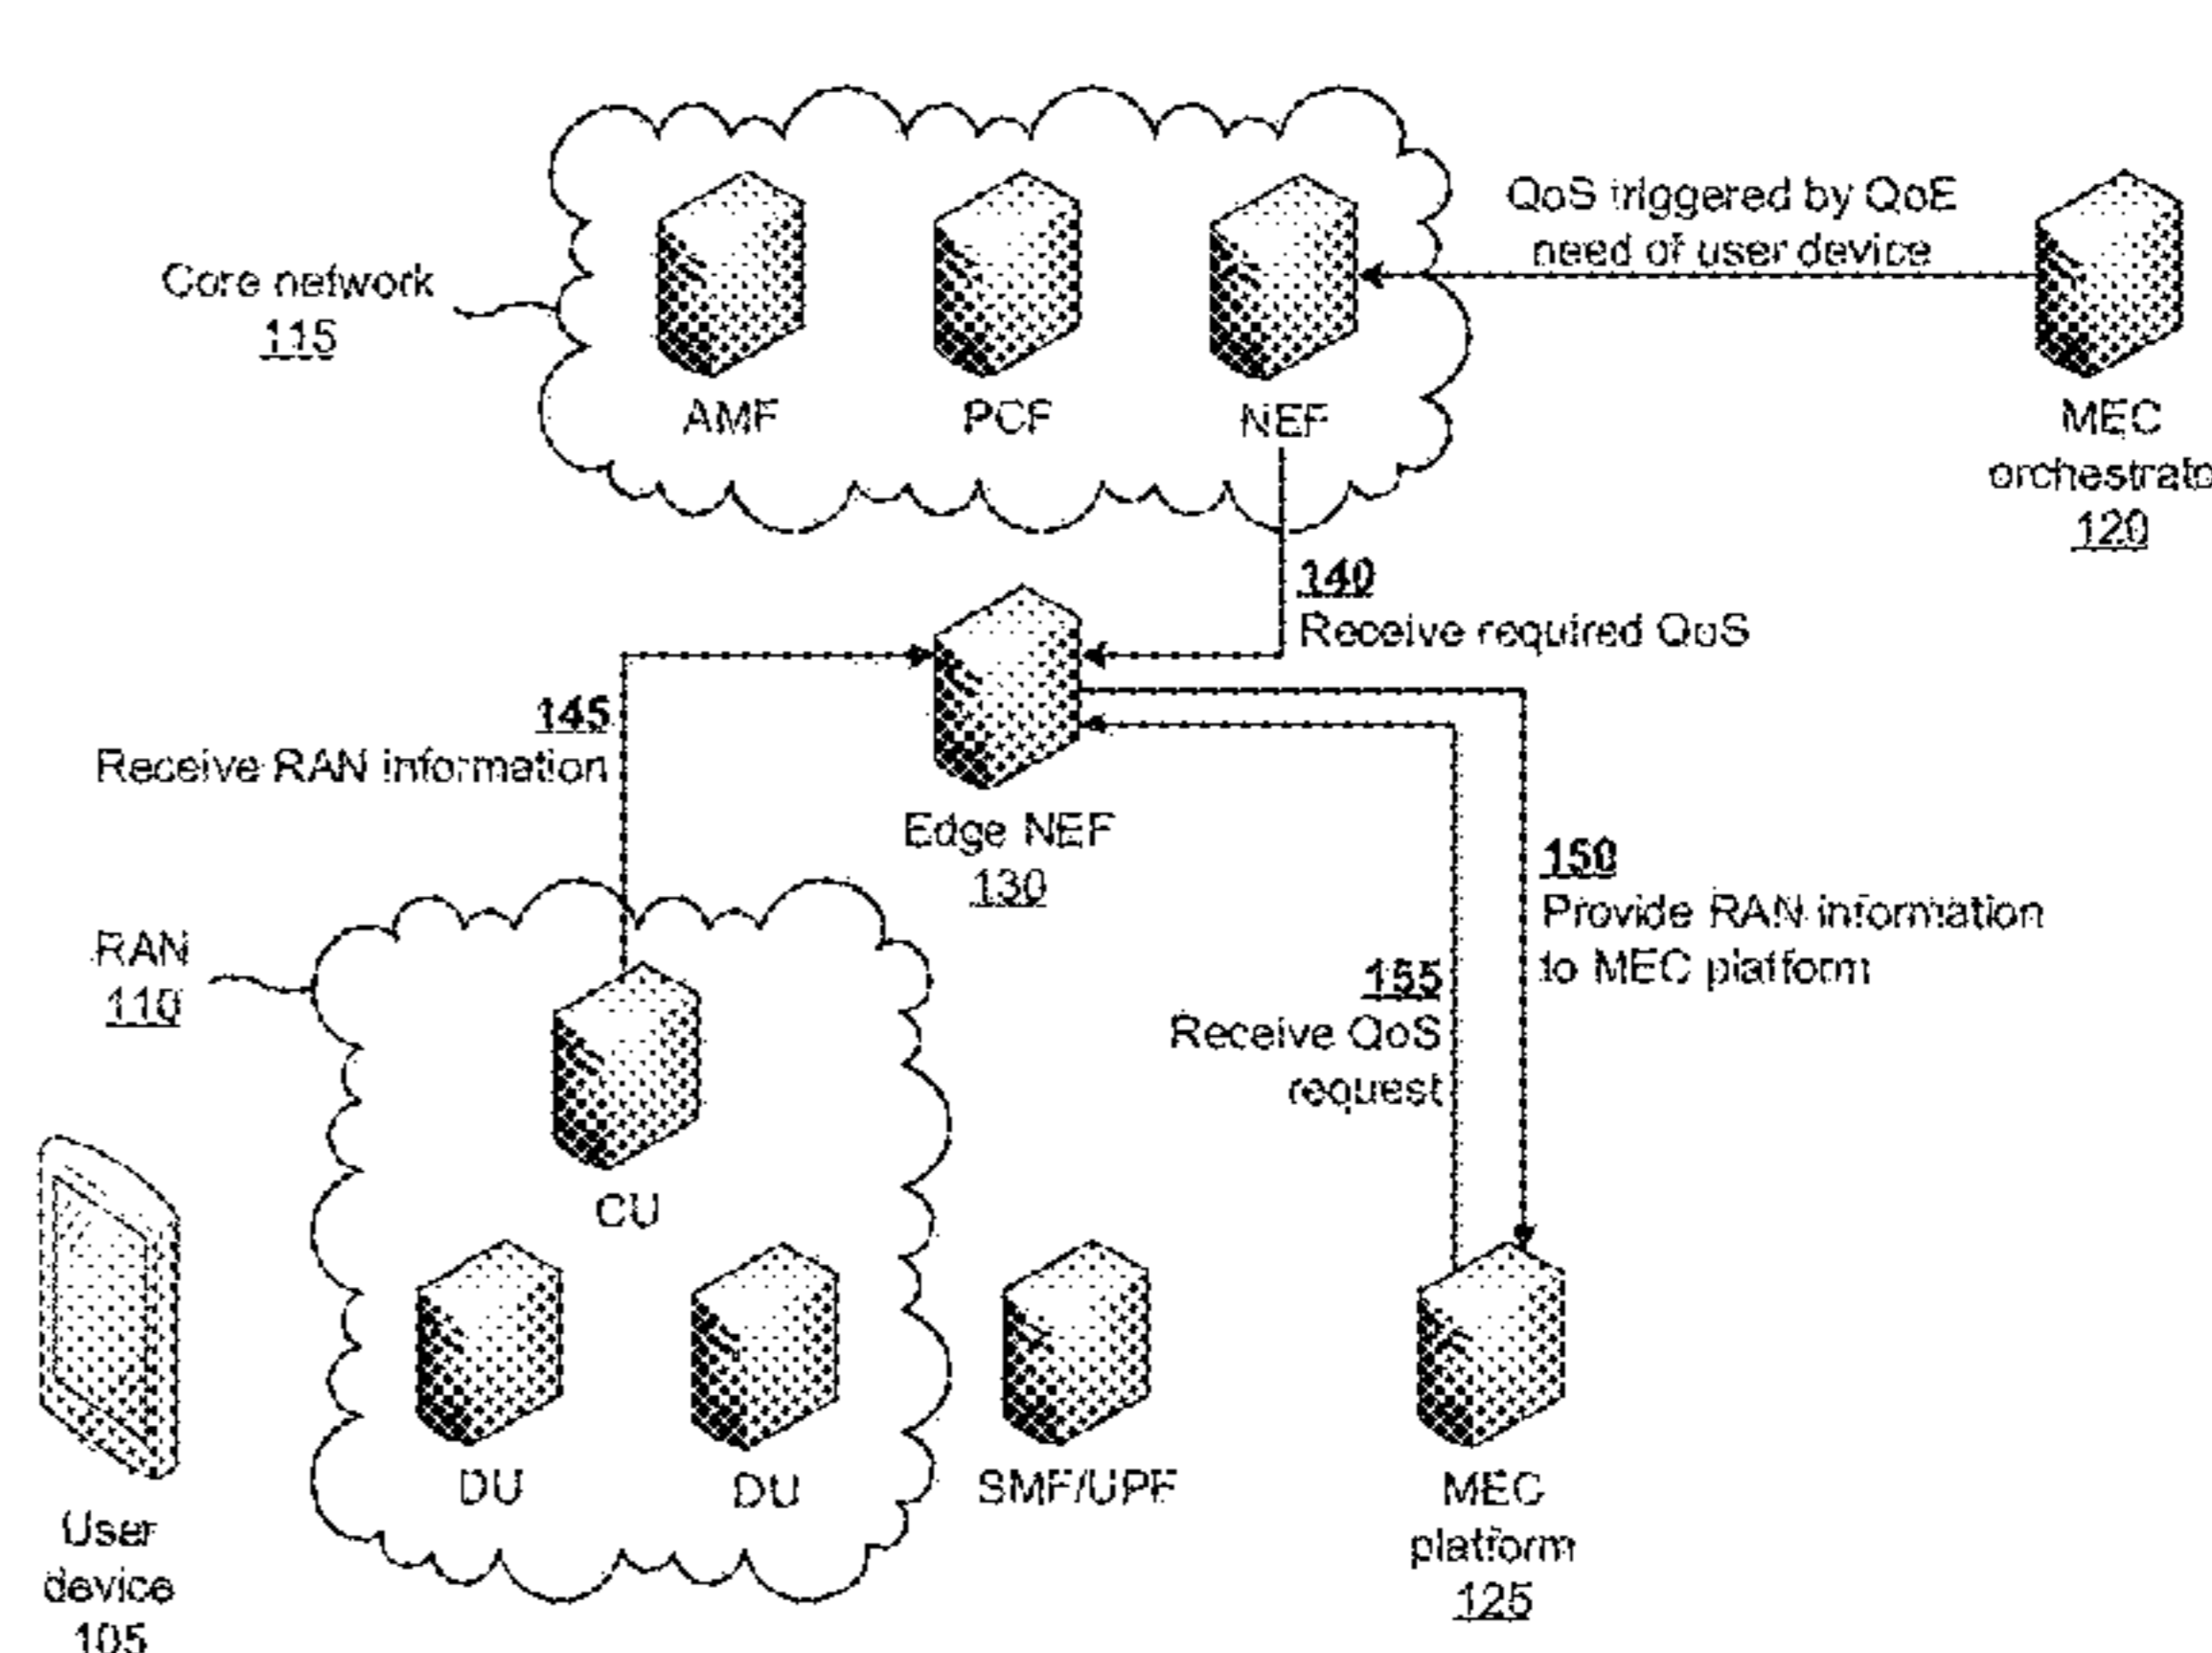 QoS triggered by QoE
need of user device
Core network
115
AMF
PCF
NEF
MEC
orchestrato
120
140
Receive required QoS
145
Receive RAN information
Edge NEF
130
150
Provide RAN information
to MEC platform
RAN
110
155
Receive QoS
request
CU
DU
DU
SMF/UPF
MEC
platform
125
User
device
105